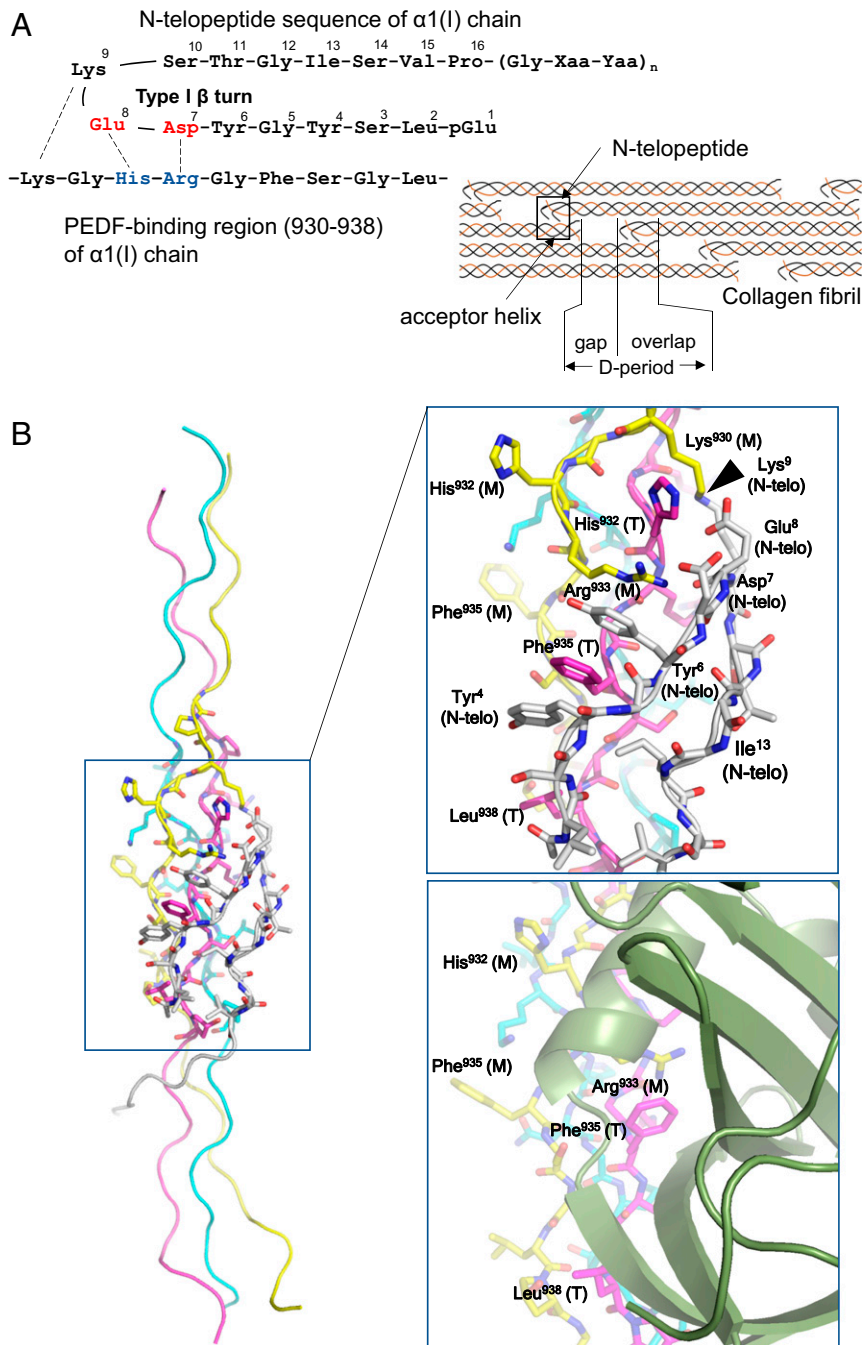 A
N-telopeptide sequence of α1(I) chain
9 10 11 12 13 14 15 16
Lys Ser-Thr-Gly-Ile-Ser-Val-Pro-(Gly-Xaa-Yaa)n
Type I β turn
8 7 6 5 4 3 2 1
Glu Asp-Tyr-Gly-Tyr-Ser-Leu-pGlu
-Lys-Gly-His-Arg-Gly-Phe-Ser-Gly-Leu-
PEDF-binding region (930-938)
of α1(I) chain
N-telopeptide
Collagen fibril
acceptor helix
gap overlap
D-period
B
Lys930 (M)
Lys9
(N-telo)
His932 (M)
His932 (T)
Glu8
(N-telo)
Asp7
(N-telo)
Arg933 (M)
Phe935 (M)
Phe935 (T)
Tyr6
(N-telo)
Tyr4
(N-telo)
Ile13
(N-telo)
Leu938 (T)
His932 (M)
Phe935 (M)
Arg933 (M)
Phe935 (T)
Leu938 (T)